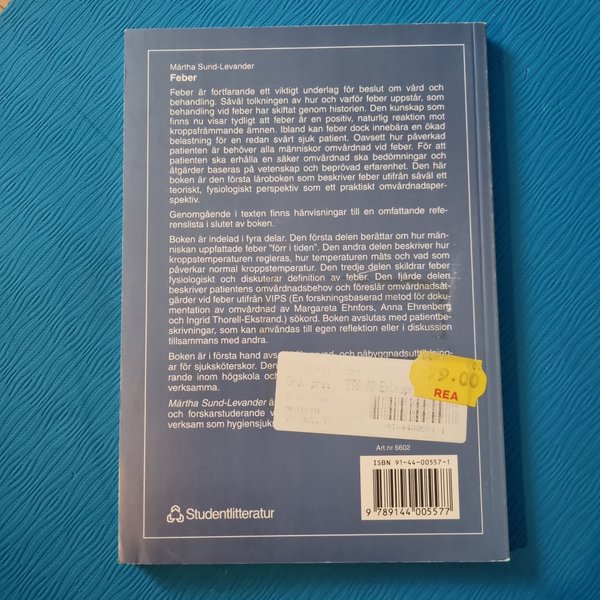 Märtha Sund-Levander
Feber
Feber är fortfarande ett viktigt underlag för beslut om vård och
behandling. Såväl tolkningen av hur och varför feber uppstår, som
behandling vid feber har skiftat genom historien. Den kunskap som
finns nu visar tydligt att feber är en positiv, naturlig reaktion mot
kroppsfrämmande ämnen. Ibland kan feber dock innebära en ökad
belastning för en redan svårt sjuk patient. Oavsett hur påverkad
patienten är behöver alla människor omvårdnad vid feber. För att
patienten ska erhålla en säker omvårdnad ska bedömningar och
åtgärder baseras på vetenskap och beprövad erfarenhet. Den här
boken är den första läroboken som beskriver feber utifrån såväl ett
teoriskt, fysiologiskt perspektiv som ett praktiskt omvårdnadsper-
spektiv.
Genomgående i texten finns hänvisningar till en omfattande refe-
renslista i slutet av boken.
Boken är indelad i fyra delar. Den första delen berättar om hur män-
niskan uppfattade feber "förr i tiden". Den andra delen beskriver hur
kroppstemperaturen regleras, hur temperaturen mäts och vad som
påverkar normal kroppstemperatur. Den tredje delen skildrar feber
fysiologiskt och diskuterar definition av feber. Den fjärde delen
beskriver patientens omvårdnadsbehov och föreslår omvårdnadsåt-
gärder vid feber utifrån VIPS (En forskningsbaserad metod för doku-
mentation av omvårdnad av Margareta Ehnfors, Anna Ehrenberg
och Ingrid Thorell-Ekstrand.) sökord. Boken avslutas med patientbe-
skrivningar, som kan användas till egen reflektion eller i diskussion
tillsammans med andra.
Boken är i första hand och påbyggnadsutbildning-
ar för sjuksköterskor. Den
rande inom högskola och
verksamma.
Märtha Sund-Levander är
och forskarstuderande
verksam som hygiensjuks
Ord. pris
79.00
REA
91-4400557-1
Art.nr 6602
ISBN 91-44-00557-1
9 789144 005577
Studentlitteratur